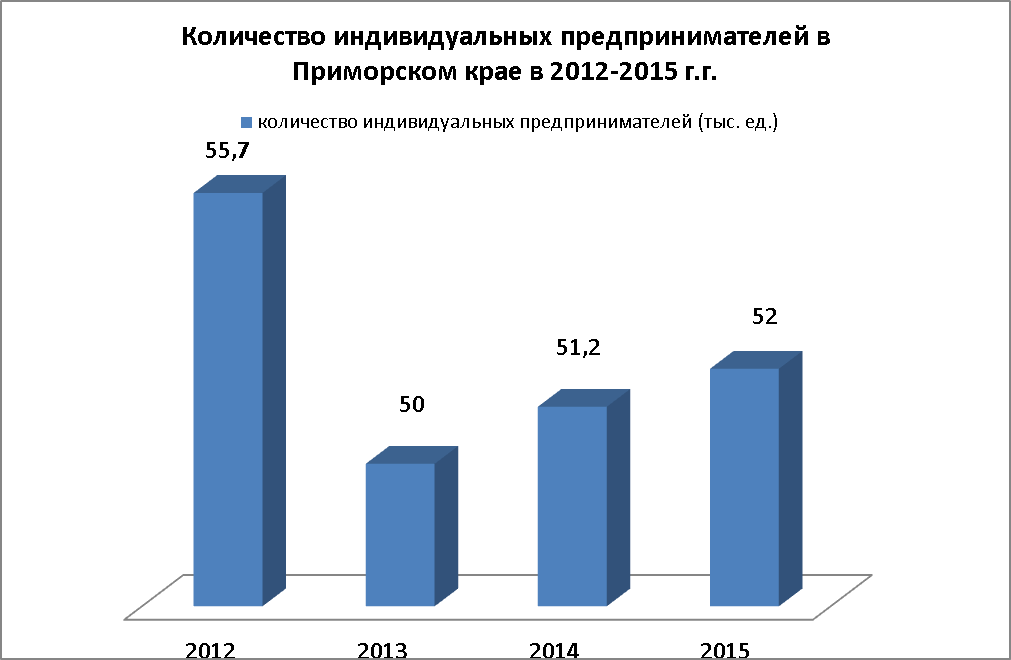 Количество индивидуальных предпринимателей в
Приморском крае в 2012-2015 г.г.
количество индивидуальных предпринимателей (тыс. ед.)
55,7
50
51,2
52
2012
2013
2014
2015